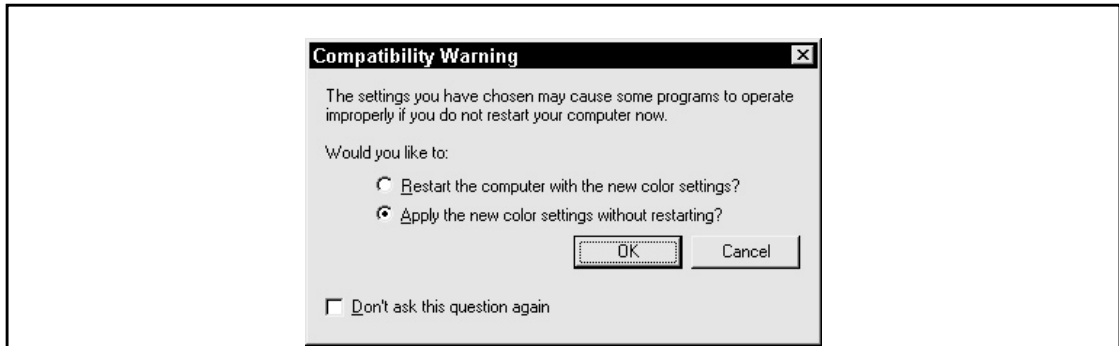 Compatibility Warning
The settings you have chosen may cause some programs to operate
improperly if you do not restart your computer now.
Would you like to:
Restart the computer with the new color settings?
Apply the new color settings without restarting?
OK Cancel
Don't ask this question again